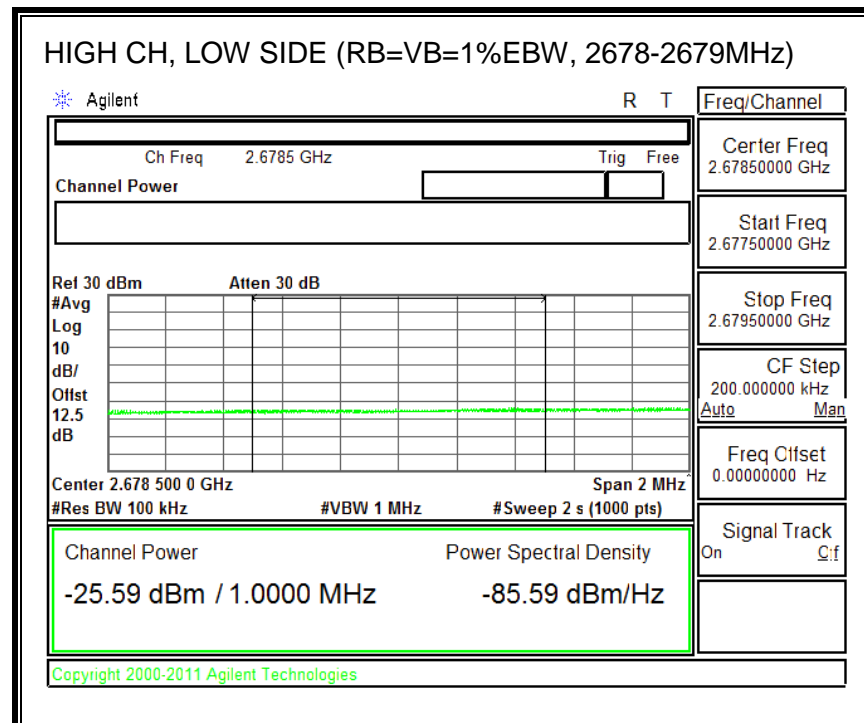 HIGH CH, LOW SIDE (RB=VB=1%EBW, 2678-2679MHz)
Agilent R T Freq/Channel
Ch Freq 2.6785 GHz Trig Free
Channel Power
Center Freq
2.67850000 GHz
Start Freq
2.67750000 GHz
Stop Freq
2.67950000 GHz
CF Step
200.000000 kHz
Auto Man
Freq Offset
0.00000000 Hz
Signal Track
On Off
Ref 30 dBm Atten 30 dB
#Avg
Log
10
dB/
Offst
12.5
dB
Center 2.678 500 0 GHz Span 2 MHz
#Res BW 100 kHz #VBW 1 MHz #Sweep 2 s (1000 pts)
Channel Power Power Spectral Density
-25.59 dBm / 1.0000 MHz -85.59 dBm/Hz
Copyright 2000-2011 Agilent Technologies